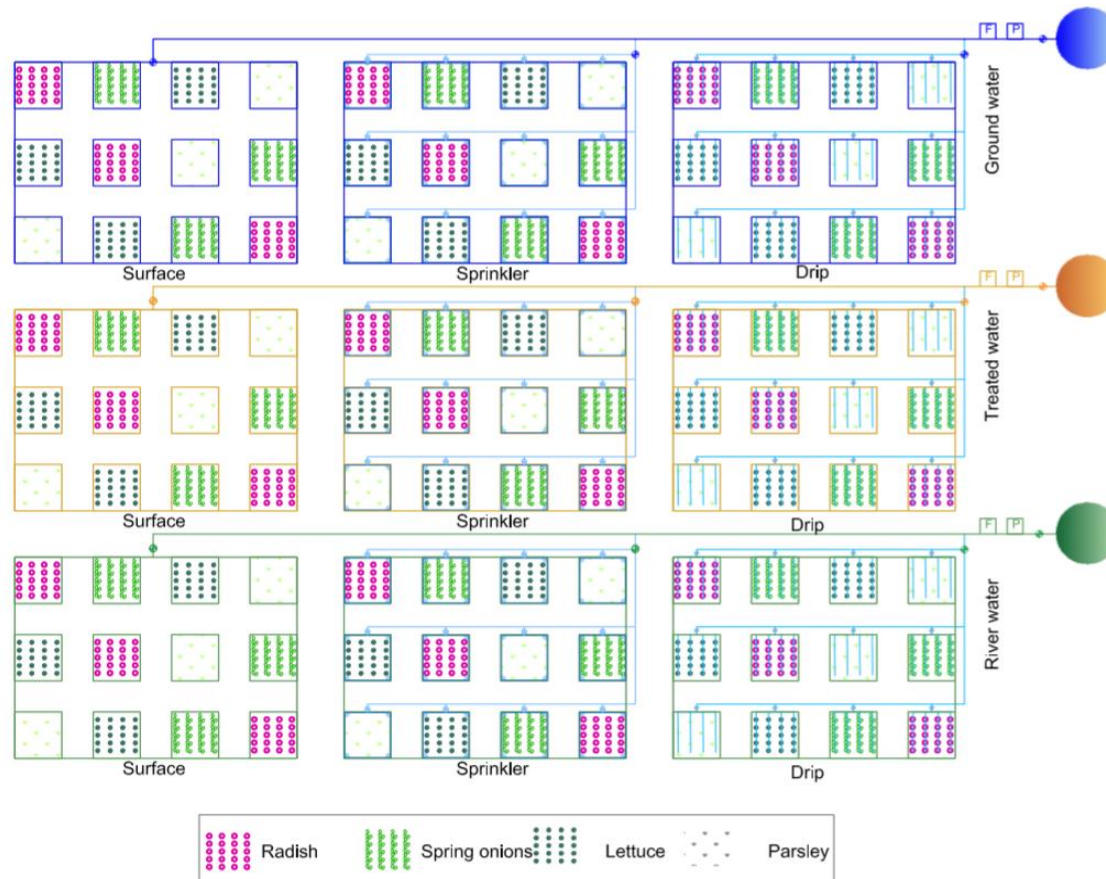 F P
Ground water
Surface Sprinkler Drip
F P
Treated water
Surface Sprinkler Drip
F P
River water
Surface Sprinkler Drip
Radish Spring onions Lettuce Parsley